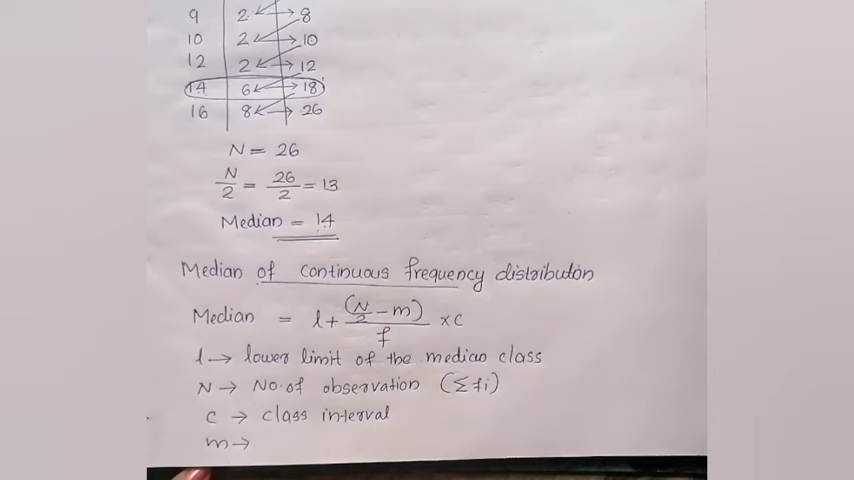 9 2 8
10 2 10
12 2 12
14 6 18
16 8 26
N = 26
N/2 = 26/2 = 13
Median = 14
Median of continuous frequency distribution
Median = l + (N/2 - m)/f × c
l → lower limit of the median class
N → No. of observation (Σfi)
c → class interval
m →